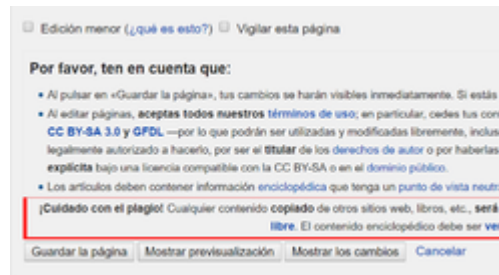 Edición menor (¿qué es esto?) Vigilar esta página
Por favor, ten en cuenta que:
Al pulsar en «Guardar la página», tus cambios se harán visibles inmediatamente. Si estás
Al editar páginas, aceptas todos nuestros términos de uso; en particular, cedes tus
CC BY-SA 3.0 y GFDL —por lo que podrán ser utilizadas y modificadas libremente,
legalmente autorizado a hacerlo, por ser el titular de los derechos de autor o por haberlas
explícita bajo una licencia compatible con la CC BY-SA o en el dominio público.
Los artículos deben contener información enciclopédica que tenga un punto de vista
¡Cuidado con el plagio! Cualquier contenido copiado de otros sitios web, libros, etc., será
libre. El contenido enciclopédico debe ser
Guardar la página Mostrar previsualización Mostrar los cambios Cancelar